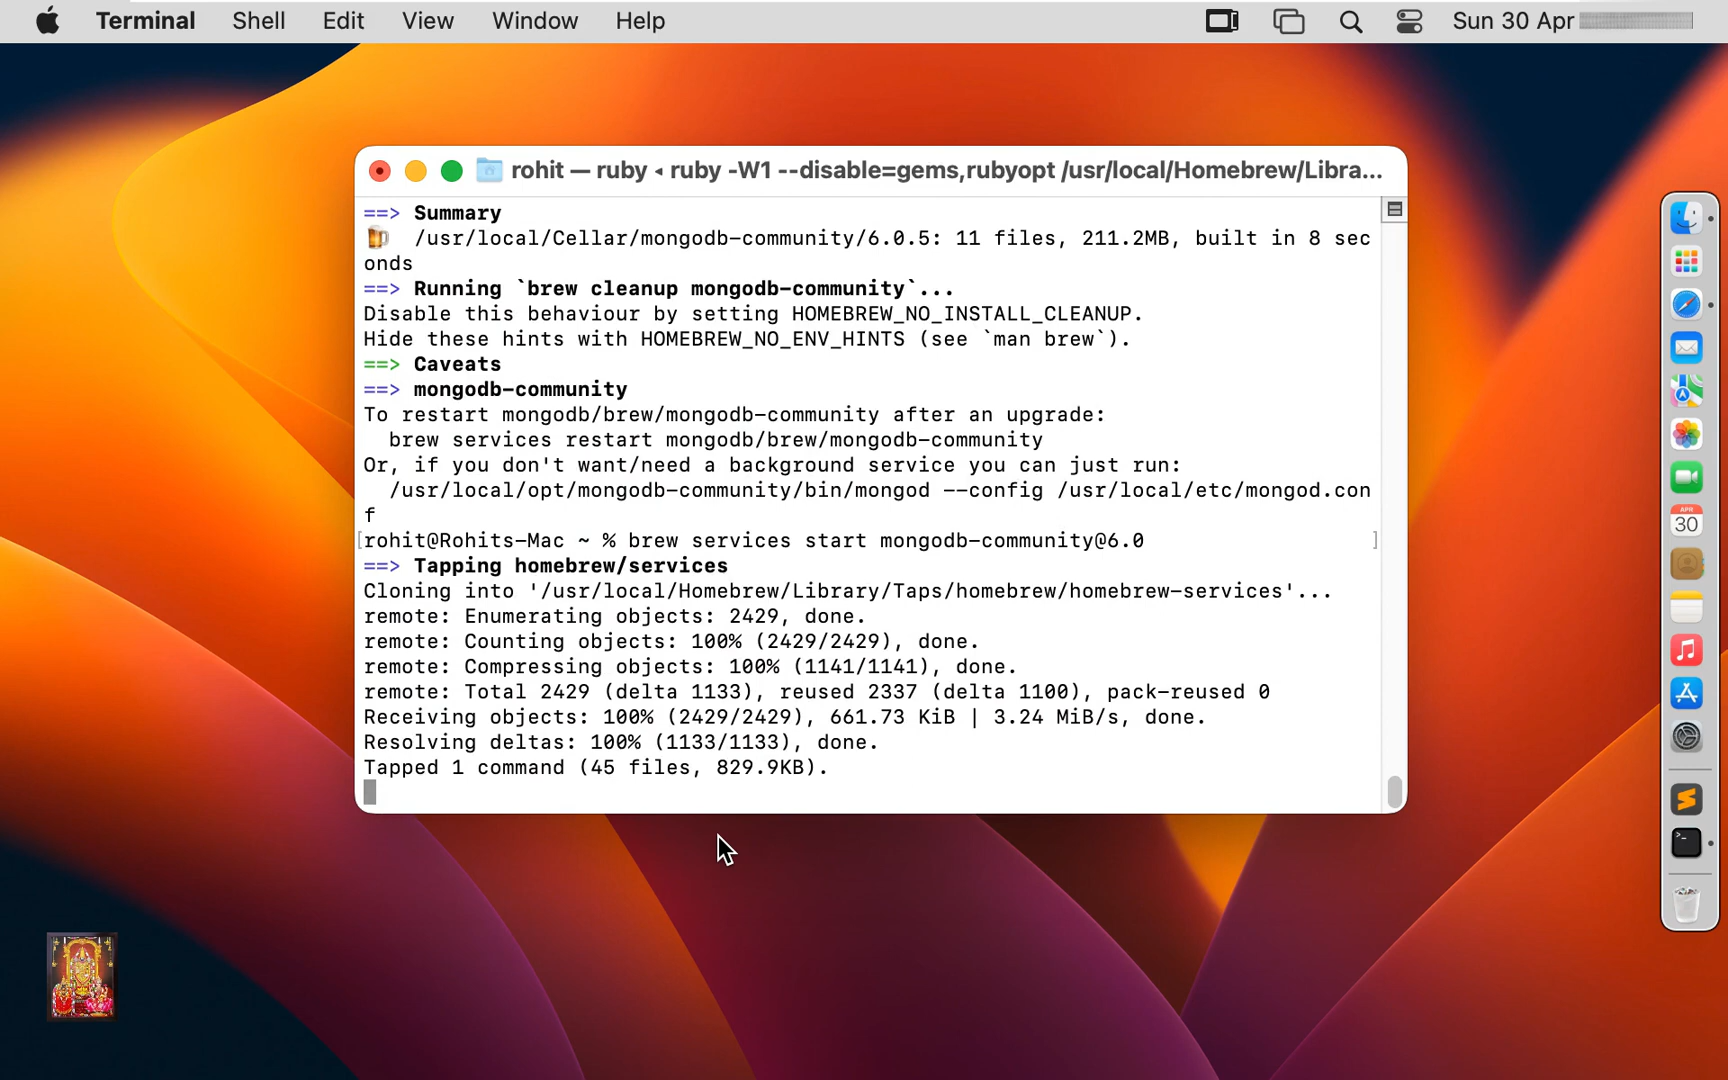 Terminal Shell Edit View Window Help Sun 30 Apr
rohit — ruby ◂ ruby -W1 --disable=gems,rubyopt /usr/local/Homebrew/Libra...
==> Summary
🍺 /usr/local/Cellar/mongodb-community/6.0.5: 11 files, 211.2MB, built in 8 sec
onds
==> Running `brew cleanup mongodb-community`...
Disable this behaviour by setting HOMEBREW_NO_INSTALL_CLEANUP.
Hide these hints with HOMEBREW_NO_ENV_HINTS (see `man brew`).
==> Caveats
==> mongodb-community
To restart mongodb/brew/mongodb-community after an upgrade:
  brew services restart mongodb/brew/mongodb-community
Or, if you don't want/need a background service you can just run:
  /usr/local/opt/mongodb-community/bin/mongod --config /usr/local/etc/mongod.con
f
[rohit@Rohits-Mac ~ % brew services start mongodb-community@6.0 ]
==> Tapping homebrew/services
Cloning into '/usr/local/Homebrew/Library/Taps/homebrew/homebrew-services'...
remote: Enumerating objects: 2429, done.
remote: Counting objects: 100% (2429/2429), done.
remote: Compressing objects: 100% (1141/1141), done.
remote: Total 2429 (delta 1133), reused 2337 (delta 1100), pack-reused 0
Receiving objects: 100% (2429/2429), 661.73 KiB | 3.24 MiB/s, done.
Resolving deltas: 100% (1133/1133), done.
Tapped 1 command (45 files, 829.9KB).
APR
30